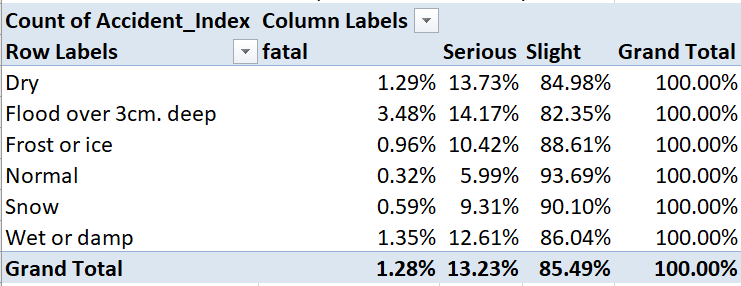 Count of Accident_Index Column Labels
Row Labels fatal Serious Slight Grand Total
Dry 1.29% 13.73% 84.98% 100.00%
Flood over 3cm. deep 3.48% 14.17% 82.35% 100.00%
Frost or ice 0.96% 10.42% 88.61% 100.00%
Normal 0.32% 5.99% 93.69% 100.00%
Snow 0.59% 9.31% 90.10% 100.00%
Wet or damp 1.35% 12.61% 86.04% 100.00%
Grand Total 1.28% 13.23% 85.49% 100.00%